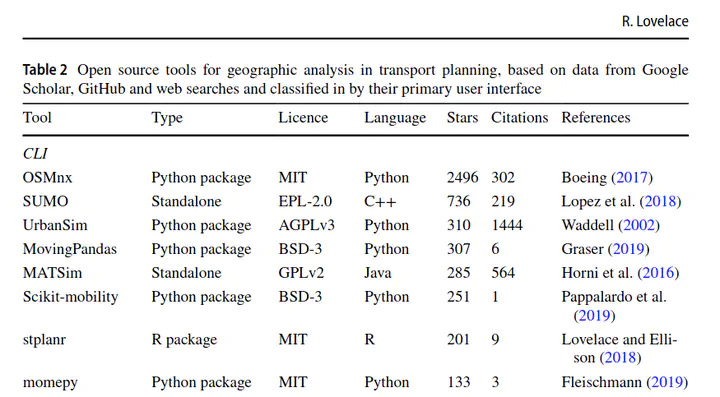 R. Lovelace
Table 2 Open source tools for geographic analysis in transport planning, based on data from Google
Scholar, GitHub and web searches and classified in by their primary user interface
Tool Type Licence Language Stars Citations References
CLI
OSMnx Python package MIT Python 2496 302 Boeing (2017)
SUMO Standalone EPL-2.0 C++ 736 219 Lopez et al. (2018)
UrbanSim Python package AGPLv3 Python 310 1444 Waddell (2002)
MovingPandas Python package BSD-3 Python 307 6 Graser (2019)
MATSim Standalone GPLv2 Java 285 564 Horni et al. (2016)
Scikit-mobility Python package BSD-3 Python 251 1 Pappalardo et al.
(2019)
stplanr R package MIT R 201 9 Lovelace and Elli-
son (2018)
momepy Python package MIT Python 133 3 Fleischmann (2019)